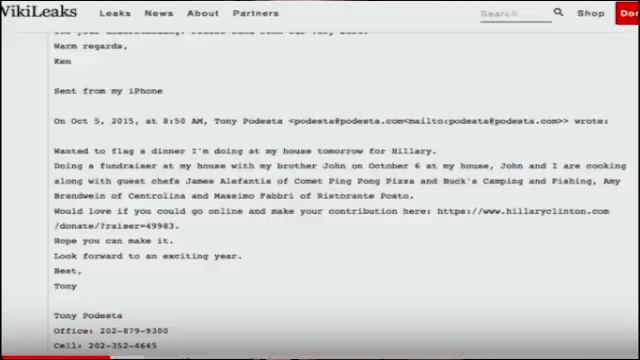 WikiLeaks Leaks News About Partners Search Shop Don
Warm regards,
Ken
Sent from my iPhone
On Oct 5, 2015, at 8:50 AM, Tony Podesta <podesta@podesta.com<mailto:podesta@podesta.com>> wrote:
Wanted to flag a dinner I'm doing at my house tomorrow for Hillary.
Doing a fundraiser at my house with my brother John on October 6 at my house, John and I are cooking
along with guest chefs James Alefantis of Comet Ping Pong Pizza and Buck's Camping and Fishing, Amy
Brandwein of Centrolina and Massimo Fabbri of Ristorante Posto.
Would love if you could go online and make your contribution here: https://www.hillaryclinton.com
/donate/?raiser=49983.
Hope you can make it.
Look forward to an exciting year.
Best,
Tony
Tony Podesta
Office: 202-879-9300
Cell: 202-352-4645